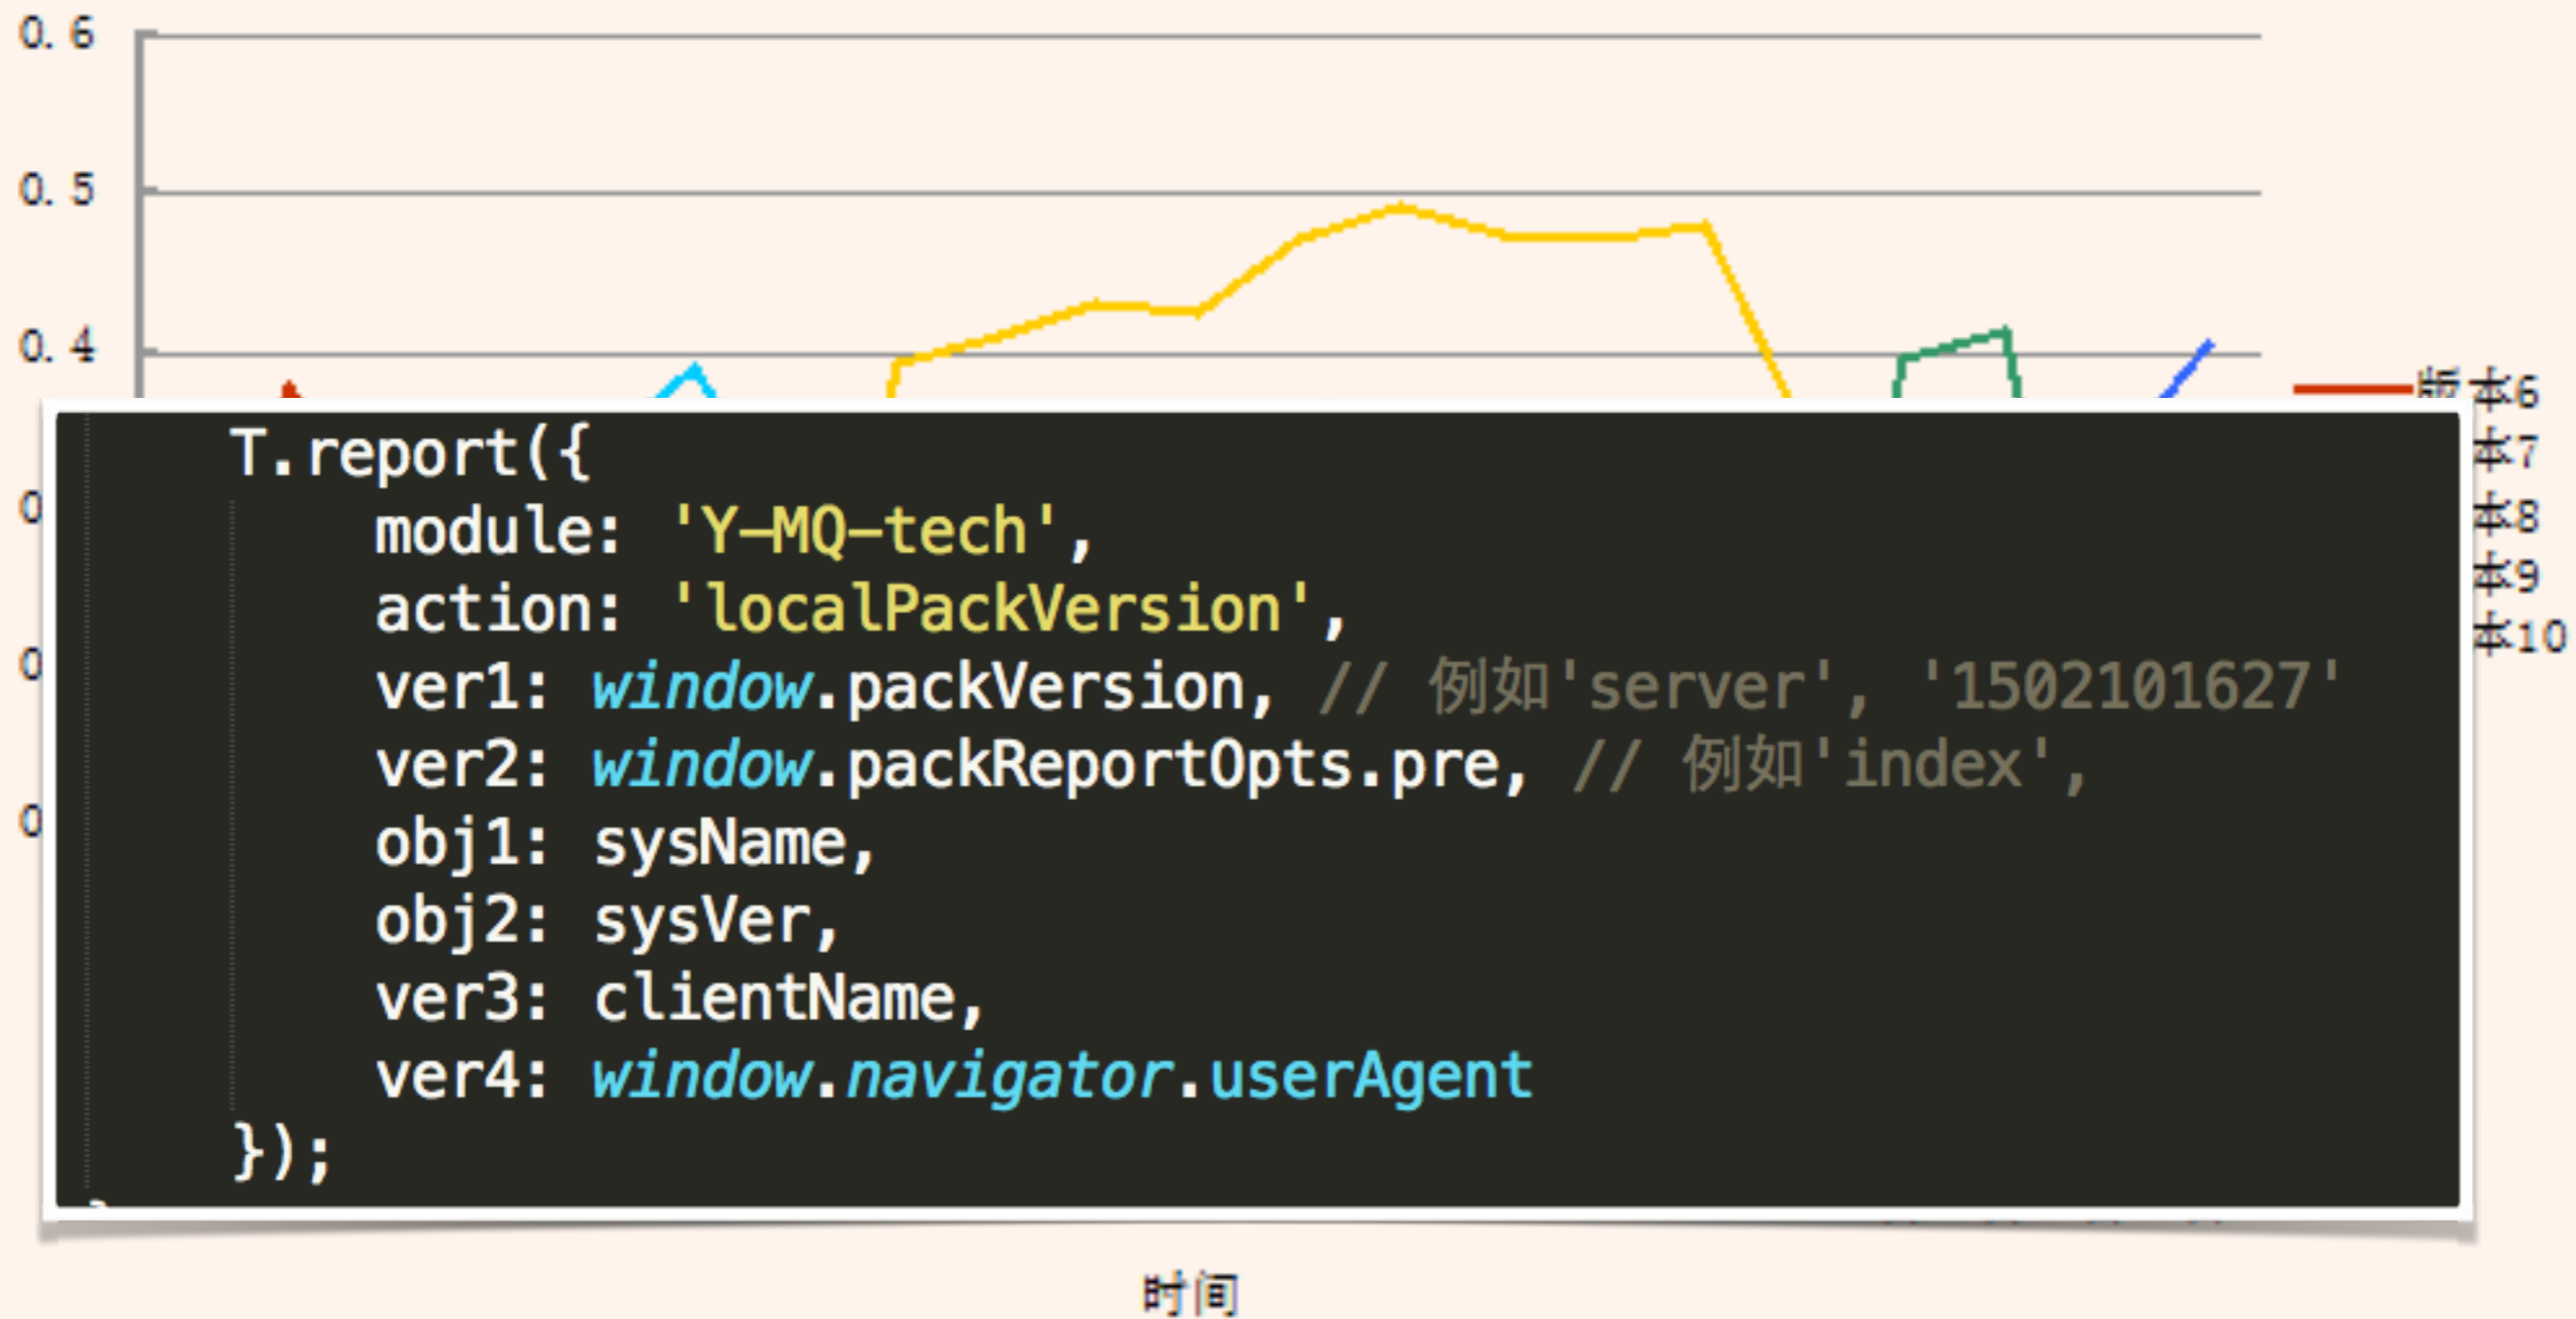 0.6
0.5
0.4
版本6
本7
本8
本9
本10
T.report({
module: 'Y-MQ-tech',
action: 'localPackVersion',
ver1: window.packVersion, // 例如'server', '1502101627'
ver2: window.packReportOpts.pre, // 例如'index',
obj1: sysName,
obj2: sysVer,
ver3: clientName,
ver4: window.navigator.userAgent
});
时间